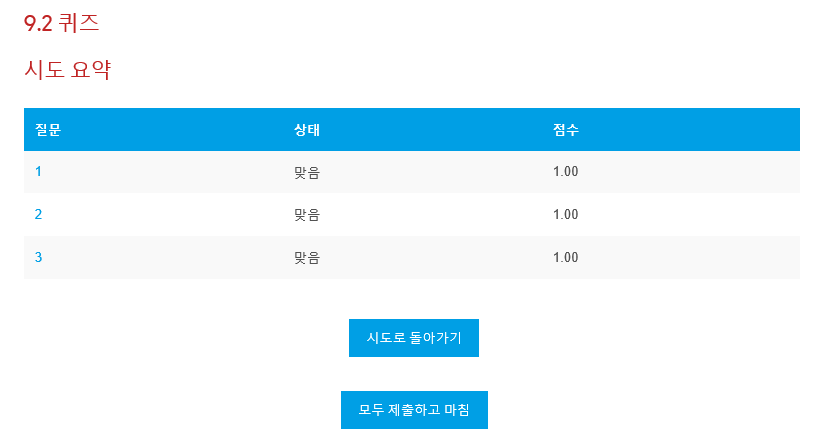 9.2 퀴즈
시도 요약
질문 상태 점수
1 맞음 1.00
2 맞음 1.00
3 맞음 1.00
시도로 돌아가기
모두 제출하고 마침